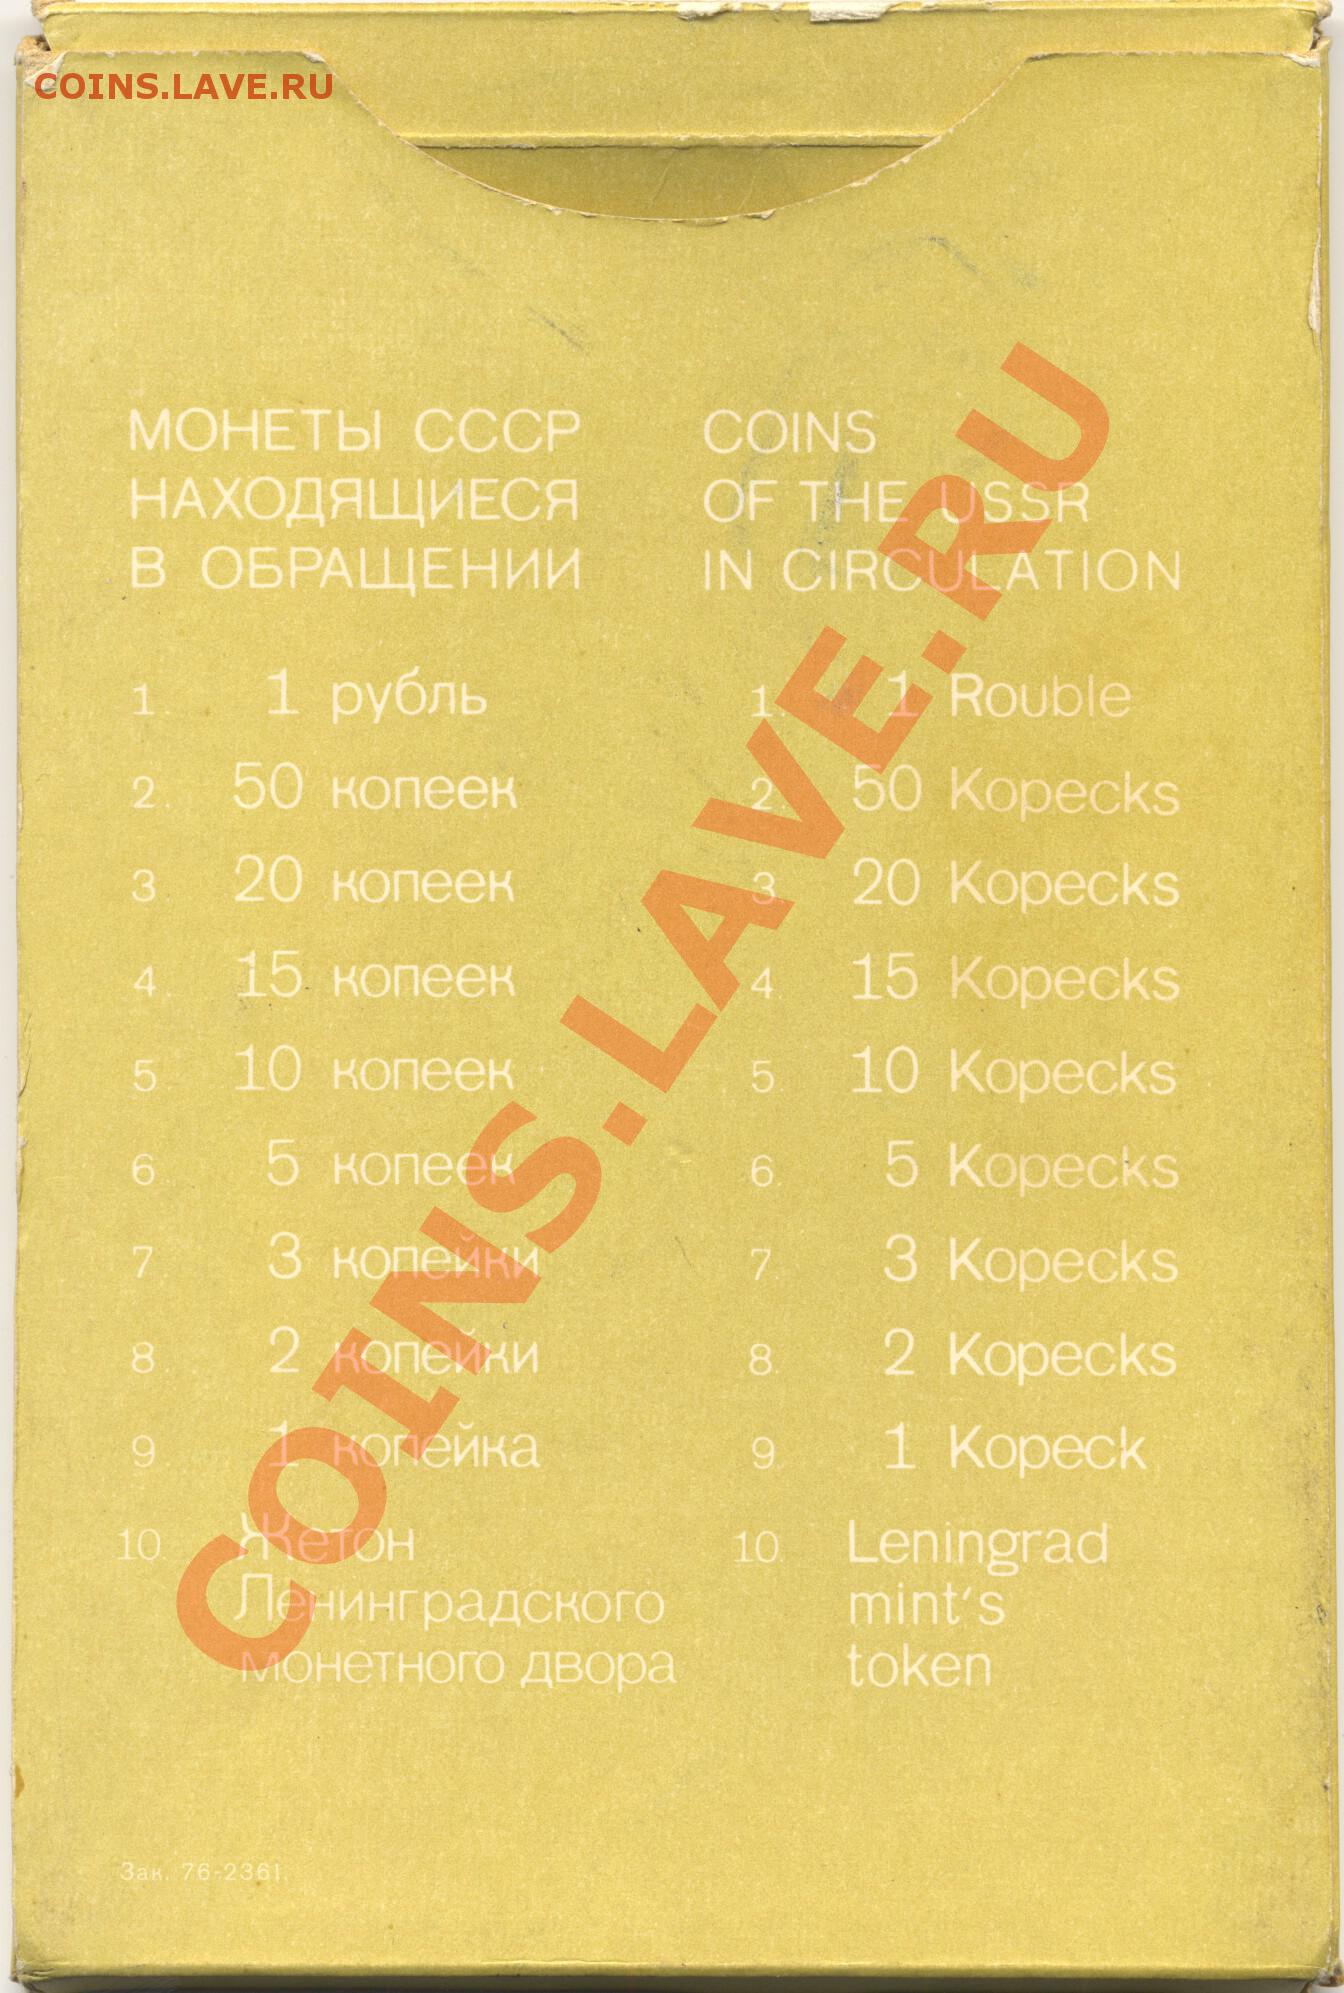 COINS.LAVE.RU
МОНЕТЫ СССР
НАХОДЯЩИЕСЯ
В ОБРАЩЕНИИ
1. 1 рубль
2. 50 копеек
3 20 копеек
4. 15 копеек
5 10 копеек
6 5 копеек
7 3 копейки
8. 2 копейки
9. 1 копейка
10. Жетон
Ленинградского
монетного двора
COINS
OF THE USSR
IN CIRCULATION
1. 1 Rouble
2. 50 Kopecks
3. 20 Kopecks
4. 15 Kopecks
5. 10 Kopecks
6. 5 Kopecks
7. 3 Kopecks
8. 2 Kopecks
9. 1 Kopeck
10. Leningrad
mint's
token
Зак. 76-2361.
COINS.LAVE.RU